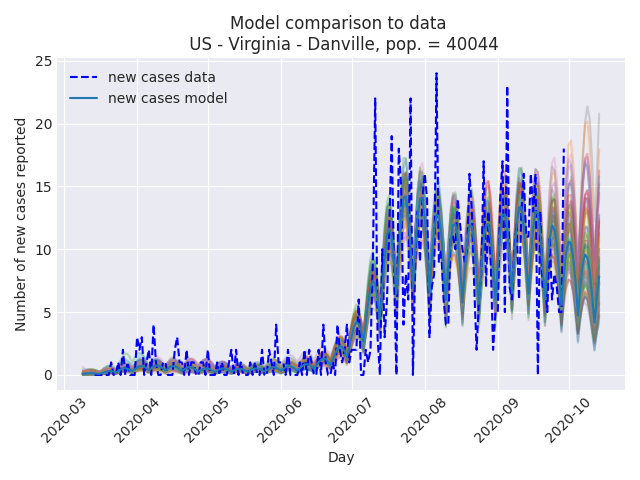 Model comparison to data
US - Virginia - Danville, pop. = 40044
new cases data
new cases model
Number of new cases reported
25
20
15
10
5
0
2020-03
2020-04
2020-05
2020-06
2020-07
2020-08
2020-09
2020-10
Day